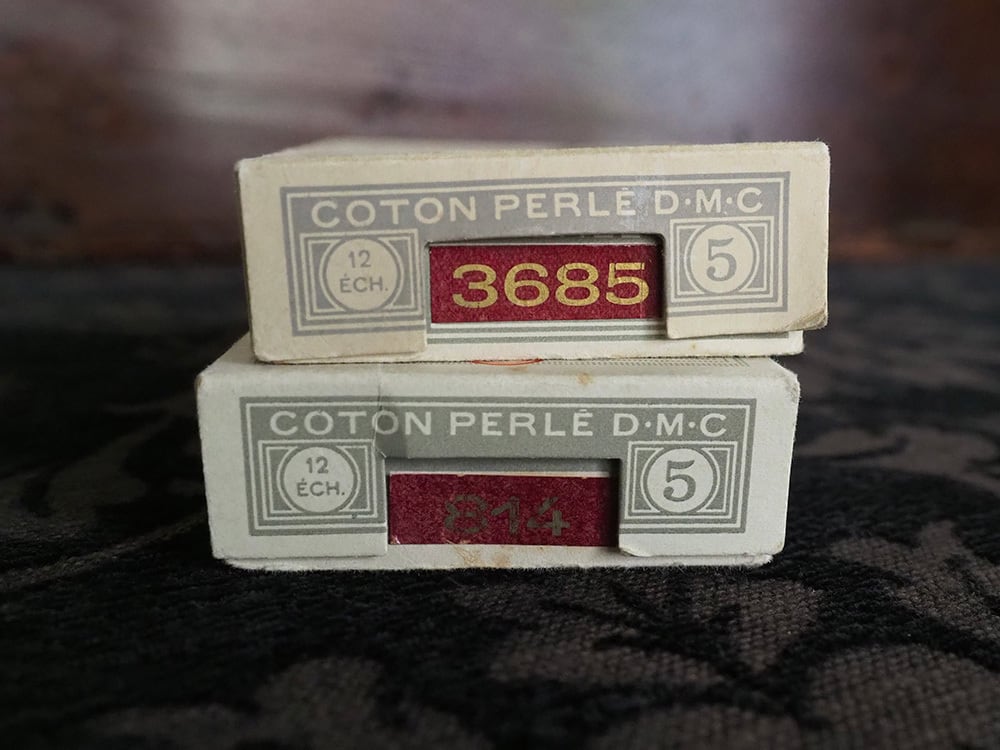 COTON PERLÉ D·M·C
12
ÉCH.
3685
5
COTON PERLÉ D·M·C
12
ÉCH.
814
5